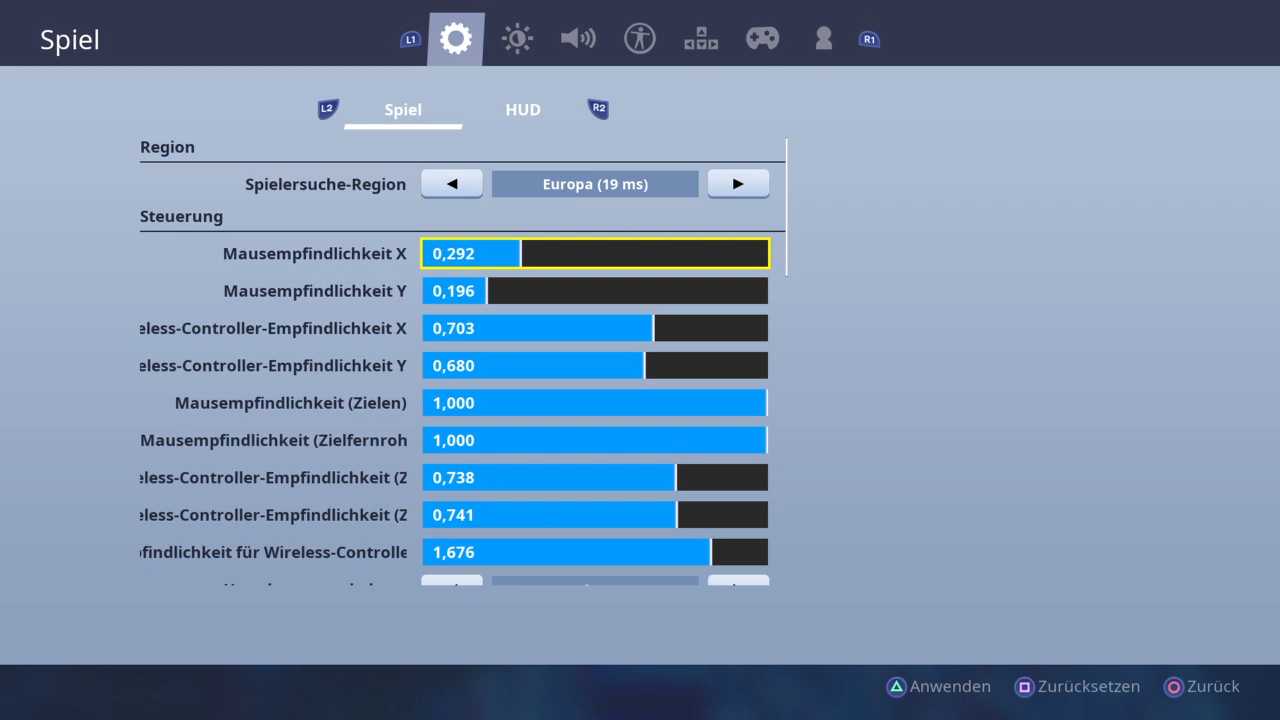 Spiel
L1
R1
L2
Spiel
HUD
R2
Region
Spielersuche-Region
Europa (19 ms)
Steuerung
Mausempfindlichkeit X
0,292
Mausempfindlichkeit Y
0,196
eless-Controller-Empfindlichkeit X
0,703
eless-Controller-Empfindlichkeit Y
0,680
Mausempfindlichkeit (Zielen)
1,000
Mausempfindlichkeit (Zielfernroh
1,000
eless-Controller-Empfindlichkeit (Z
0,738
eless-Controller-Empfindlichkeit (Z
0,741
pfindlichkeit für Wireless-Controlle
1,676
Anwenden
Zurücksetzen
Zurück